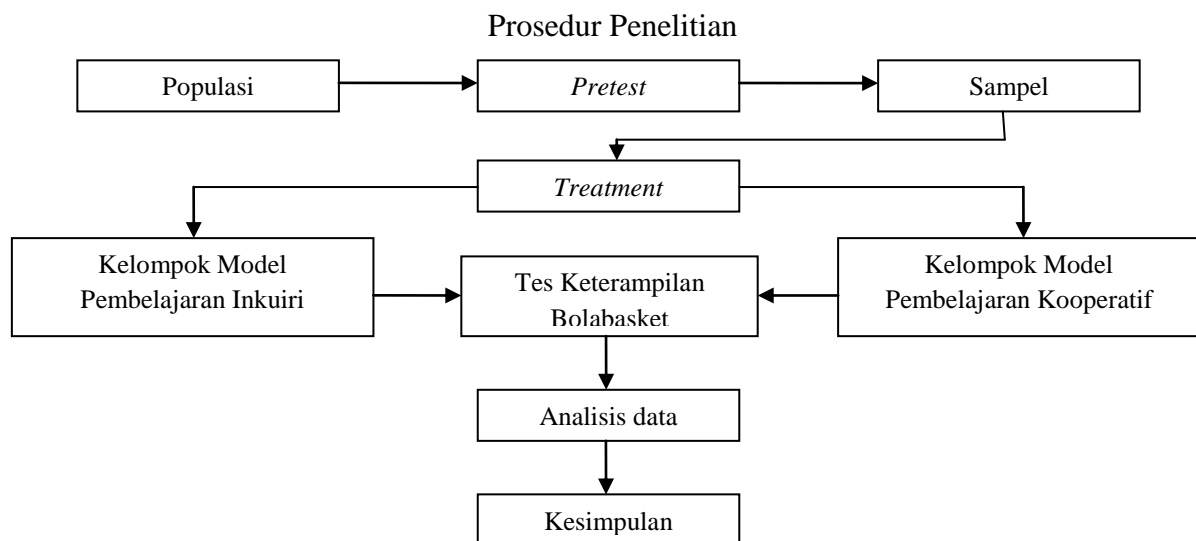 Prosedur Penelitian
Populasi
Pretest
Sampel
Treatment
Kelompok Model
Pembelajaran Inkuiri
Tes Keterampilan
Bolabasket
Kelompok Model
Pembelajaran Kooperatif
Analisis data
Kesimpulan